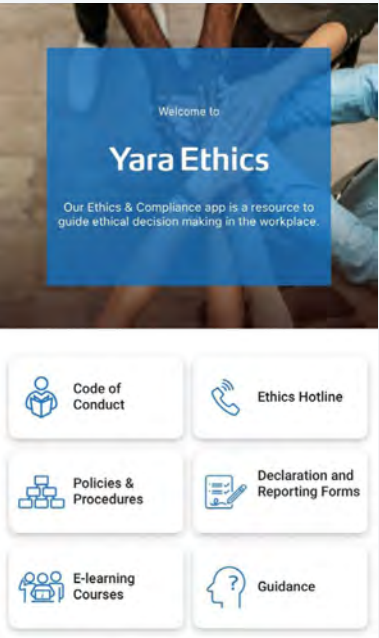 Welcome to
Yara Ethics
Our Ethics & Compliance app is a resource to
guide ethical decision making in the workplace.
Code of
Conduct
Ethics Hotline
Policies &
Procedures
Declaration and
Reporting Forms
E-learning
Courses
?
Guidance